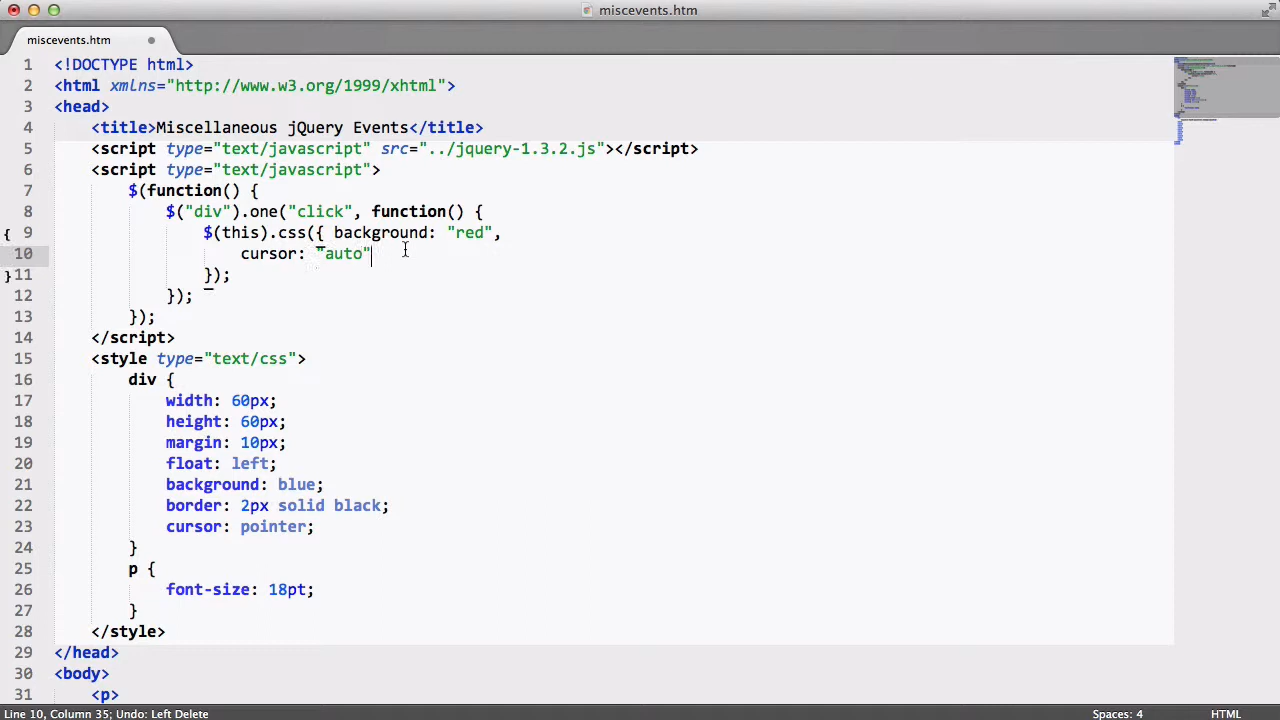 miscevents.htm
miscevents.htm
1 <!DOCTYPE html>
2 <html xmlns="http://www.w3.org/1999/xhtml">
3 <head>
4 <title>Miscellaneous jQuery Events</title>
5 <script type="text/javascript" src="../jquery-1.3.2.js"></script>
6 <script type="text/javascript">
7 $(function() {
8 $("div").one("click", function() {
9 $(this).css({ background: "red",
10 cursor: "auto"
11 });
12 });
13 });
14 </script>
15 <style type="text/css">
16 div {
17 width: 60px;
18 height: 60px;
19 margin: 10px;
20 float: left;
21 background: blue;
22 border: 2px solid black;
23 cursor: pointer;
24 }
25 p {
26 font-size: 18pt;
27 }
28 </style>
29 </head>
30 <body>
31 <p>
Line 10, Column 35; Undo: Left Delete
Spaces: 4
HTML